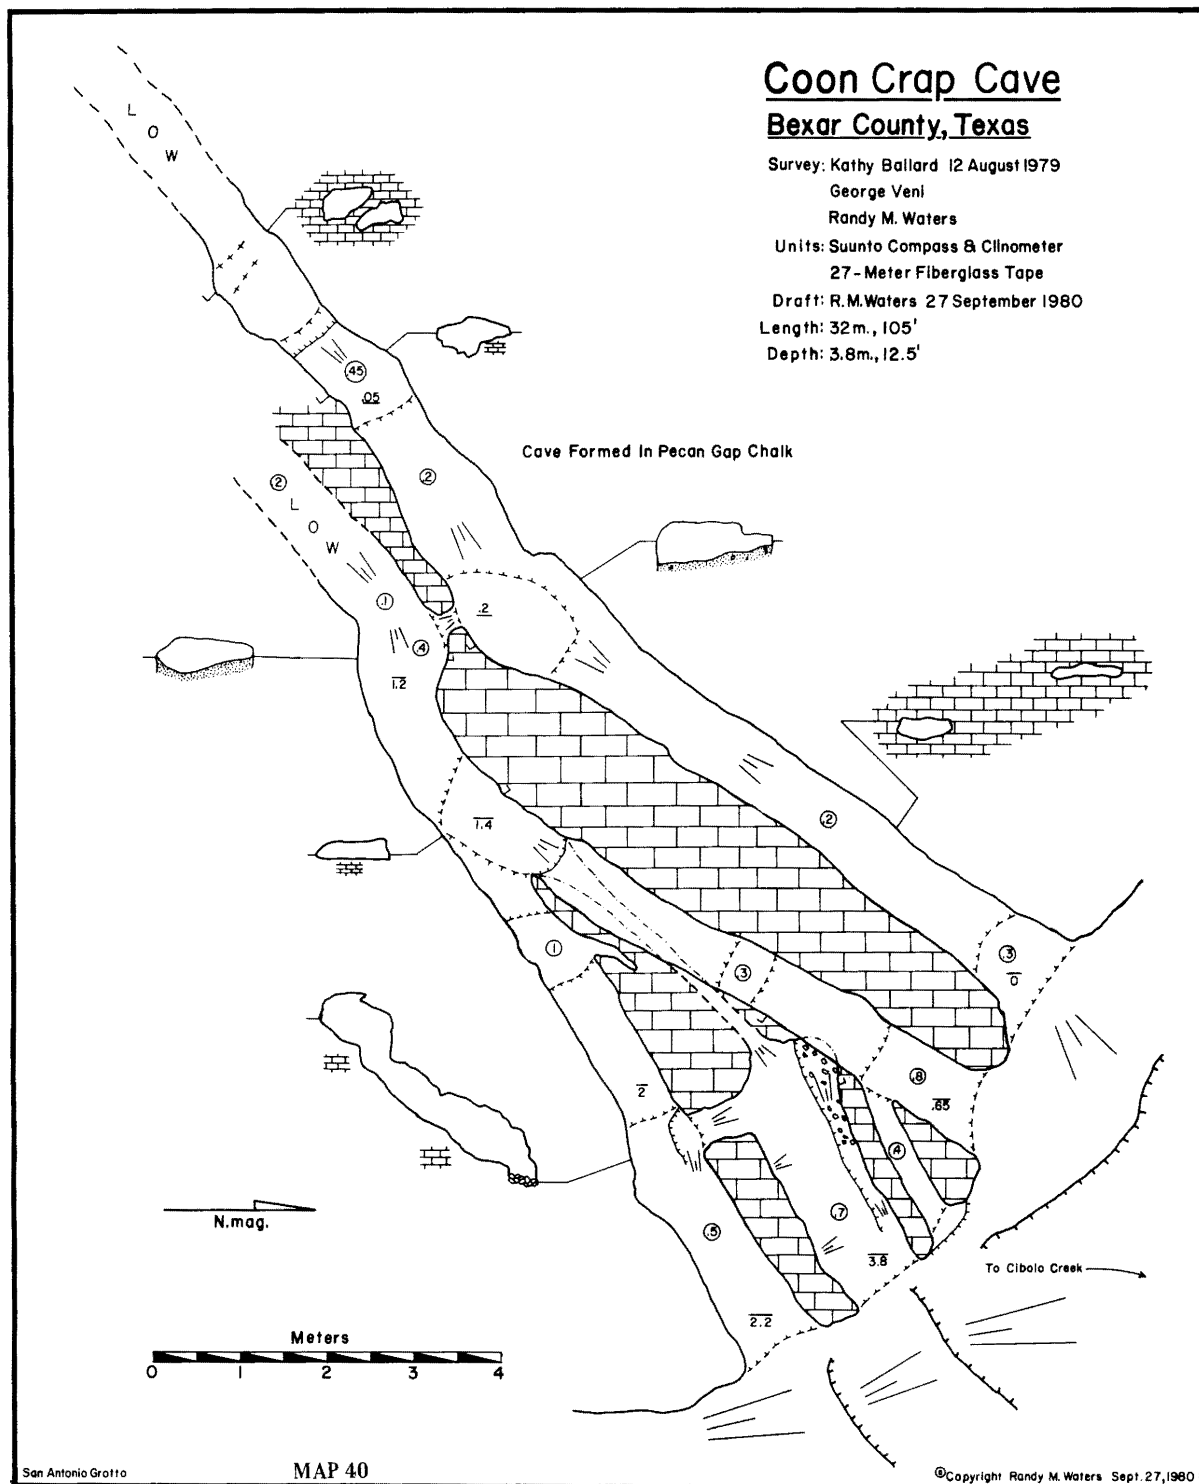 Coon Crap Cave
Bexar County, Texas
Survey: Kathy Ballard 12 August 1979
George Veni
Randy M. Waters
Units: Suunto Compass & Clinometer
27-Meter Fiberglass Tape
Draft: R.M.Waters 27 September 1980
Length: 32m., 105'
Depth: 3.8m., 12.5'
LOW
.45
.05
Cave Formed In Pecan Gap Chalk
.2
.2
LOW
.1
.2
.4
1.2
.2
1.4
.3
.3
0
1
.8
.65
2
.4
.5
.7
3.8
2.2
N.mag.
To Cibolo Creek
Meters
0 1 2 3 4
San Antonio Grotto
MAP 40
©Copyright Randy M. Waters Sept. 27, 1980